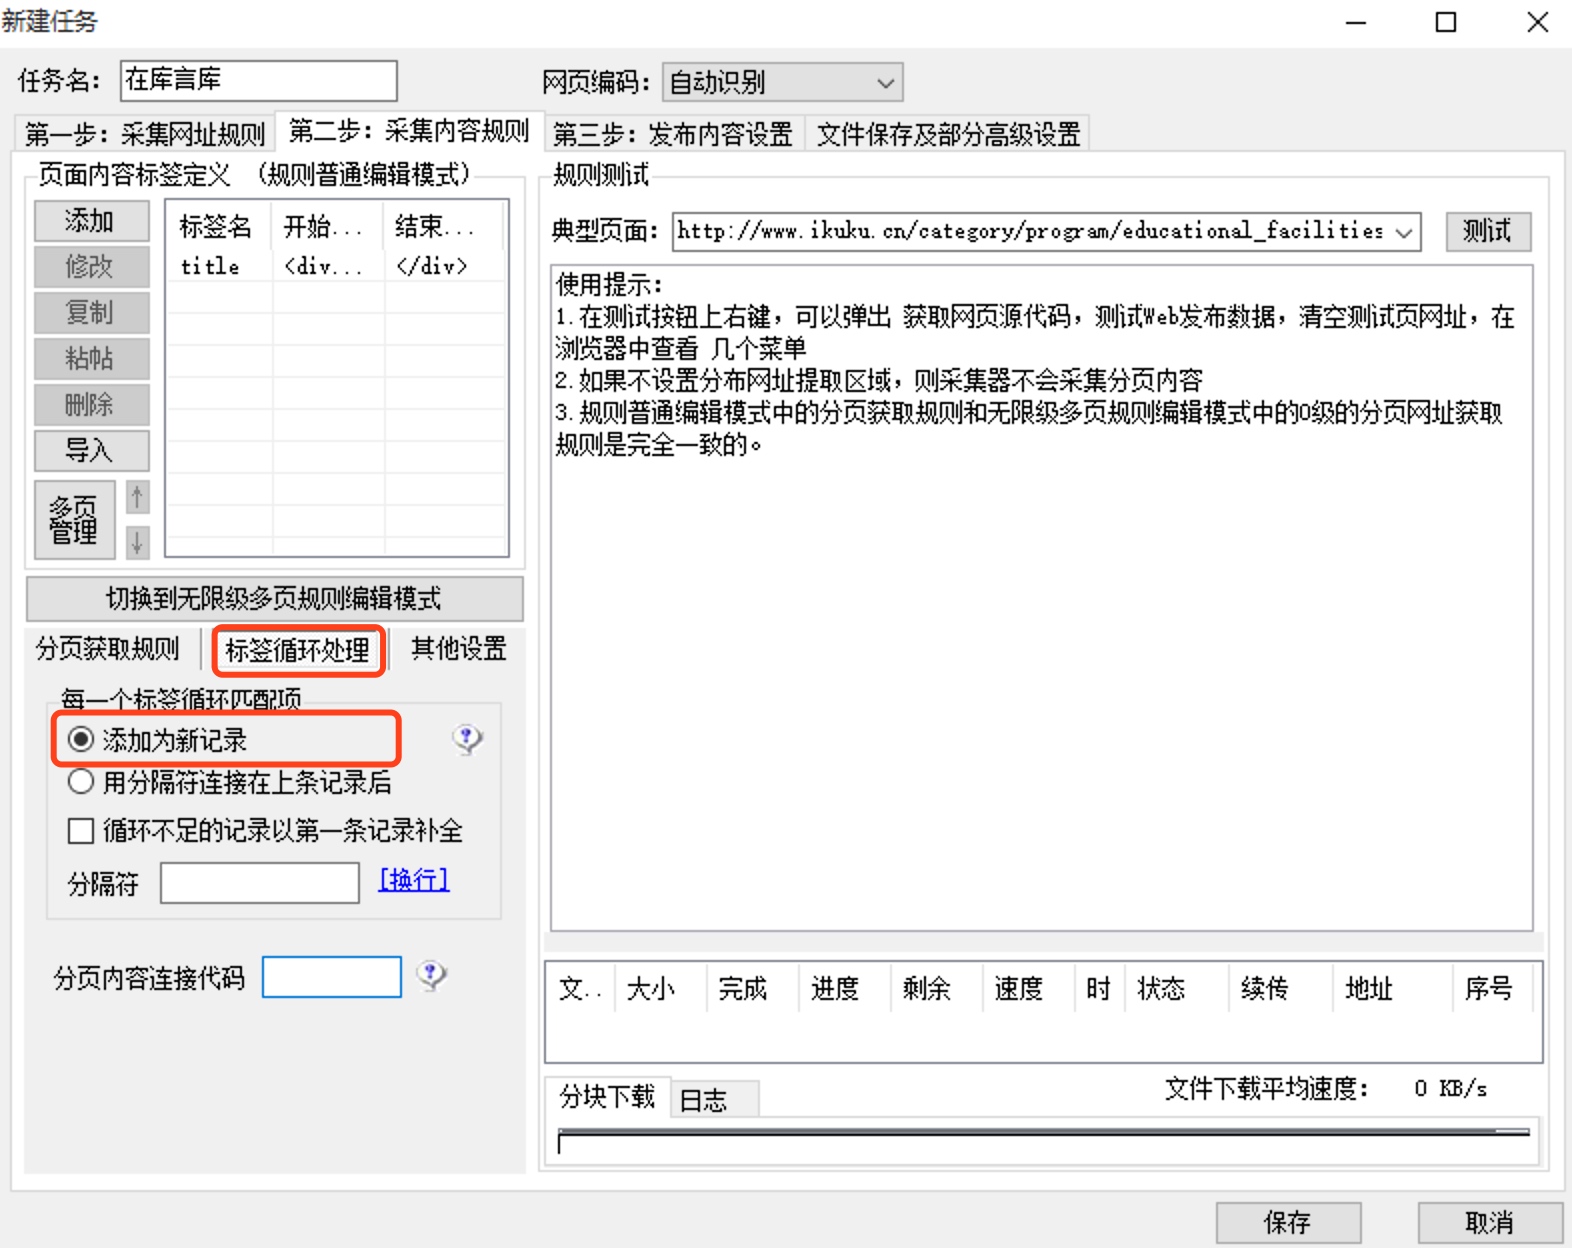 新建任务
任务名：
在库言库
网页编码：
自动识别
第一步：采集网址规则
第二步：采集内容规则
第三步：发布内容设置
文件保存及部分高级设置
页面内容标签定义 （规则普通编辑模式）
添加
修改
复制
粘帖
删除
导入
多页
管理
↑
↓
标签名 开始... 结束...
title <div... </div>
切换到无限级多页规则编辑模式
分页获取规则
标签循环处理
其他设置
每一个标签循环匹配项
添加为新记录
用分隔符连接在上条记录后
循环不足的记录以第一条记录补全
分隔符
[换行]
分页内容连接代码
规则测试
典型页面：
http://www.ikuku.cn/category/program/educational_facilities
测试
使用提示：
1.在测试按钮上右键，可以弹出 获取网页源代码，测试Web发布数据，清空测试页网址，在
浏览器中查看 几个菜单
2.如果不设置分布网址提取区域，则采集器不会采集分页内容
3.规则普通编辑模式中的分页获取规则和无限级多页规则编辑模式中的0级的分页网址获取
规则是完全一致的。
文.. 大小 完成 进度 剩余 速度 时 状态 续传 地址 序号
分块下载
日志
文件下载平均速度： 0 KB/s
保存
取消